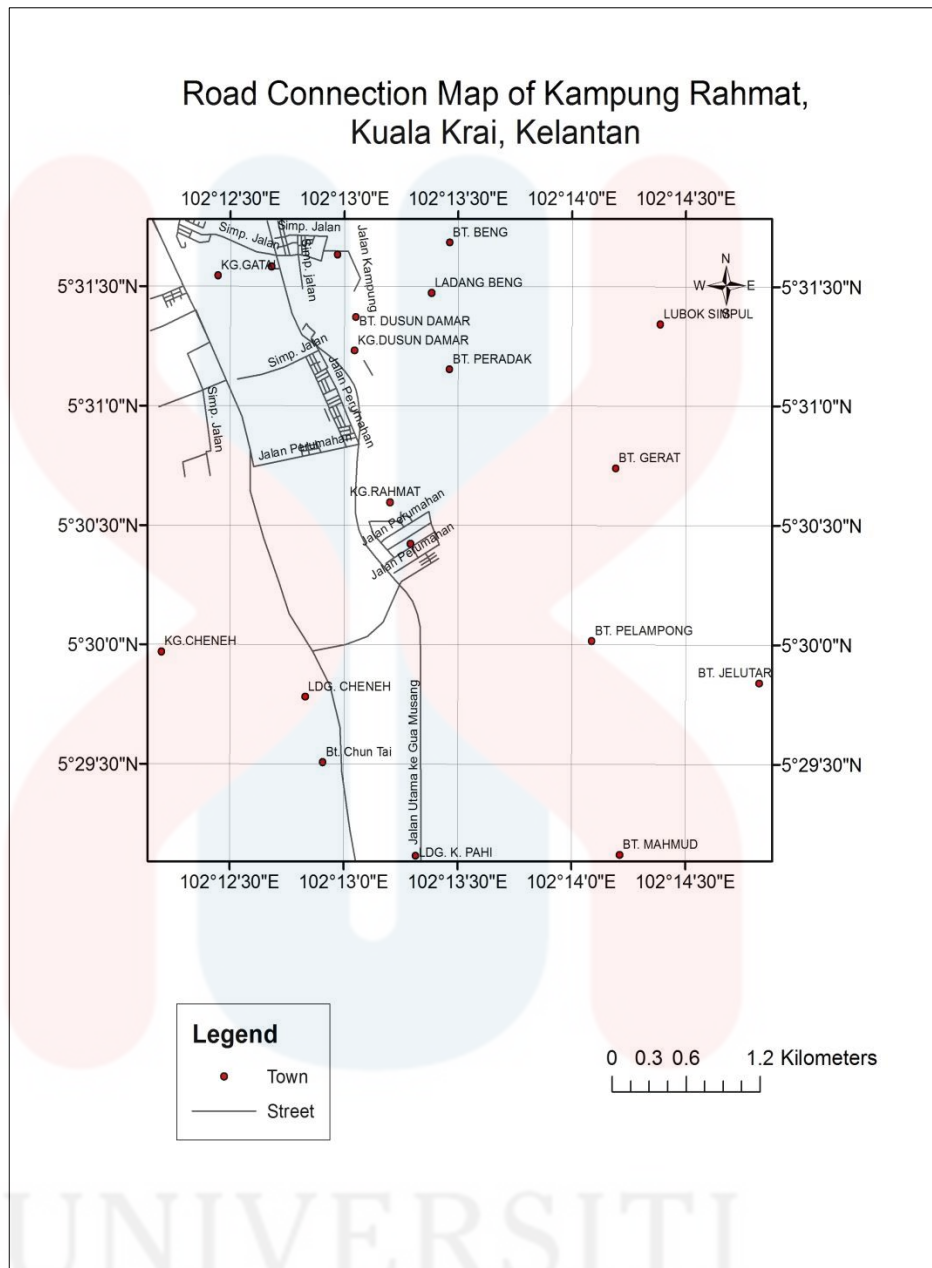 Road Connection Map of Kampung Rahmat,
Kuala Krai, Kelantan
102°12'30"E 102°13'0"E 102°13'30"E 102°14'0"E 102°14'30"E
Simp. Jalan
Simp. Jalan
Simp. jalan
Jalan Kampung
BT. BENG
KG.GATAL
LADANG BENG
N
W E
S
5°31'30"N 5°31'30"N
BT. DUSUN DAMAR
LUBOK SIMPUL
KG.DUSUN DAMAR
BT. PERADAK
Simp. Jalan
Jalan Perumahan
5°31'0"N 5°31'0"N
Simp. Jalan
Jalan Perumahan
BT. GERAT
KG.RAHMAT
Jalan Perumahan
5°30'30"N 5°30'30"N
Jalan Perumahan
BT. PELAMPONG
5°30'0"N 5°30'0"N
KG.CHENEH
BT. JELUTAR
LDG. CHENEH
Bt. Chun Tai
Jalan Utama ke Gua Musang
5°29'30"N 5°29'30"N
LDG. K. PAHI
BT. MAHMUD
102°12'30"E 102°13'0"E 102°13'30"E 102°14'0"E 102°14'30"E
Legend
Town
Street
0 0.3 0.6 1.2 Kilometers
UNIVERSITI